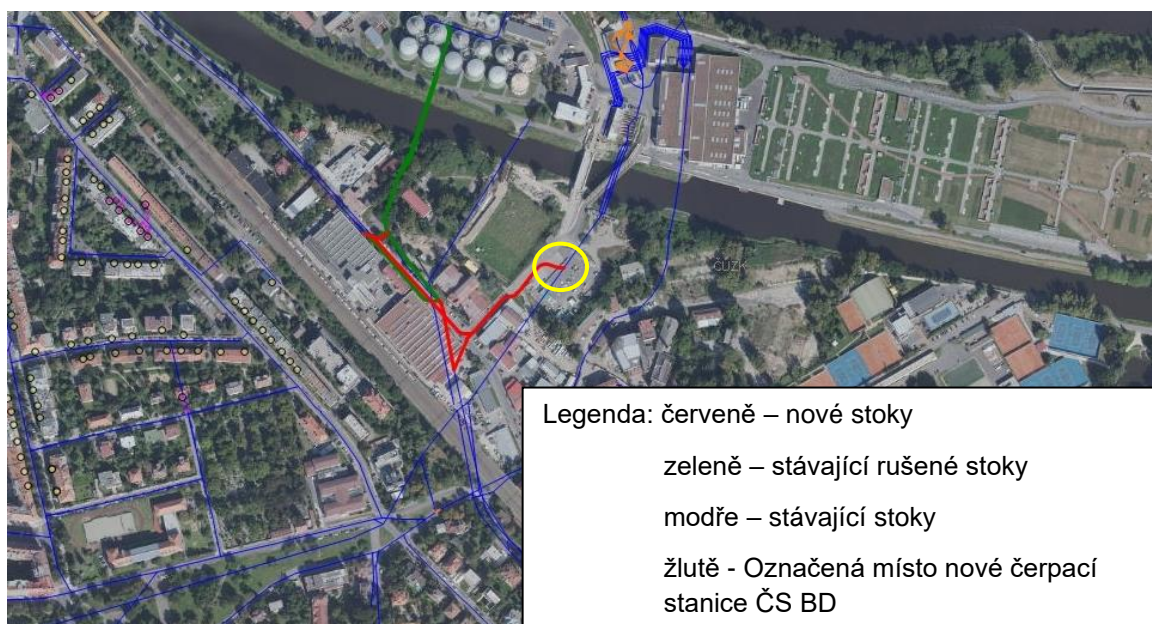 ČÚZK
Legenda: červeně – nové stoky
zeleně – stávající rušené stoky
modře – stávající stoky
žlutě - Označená místo nové čerpací
stanice ČS BD